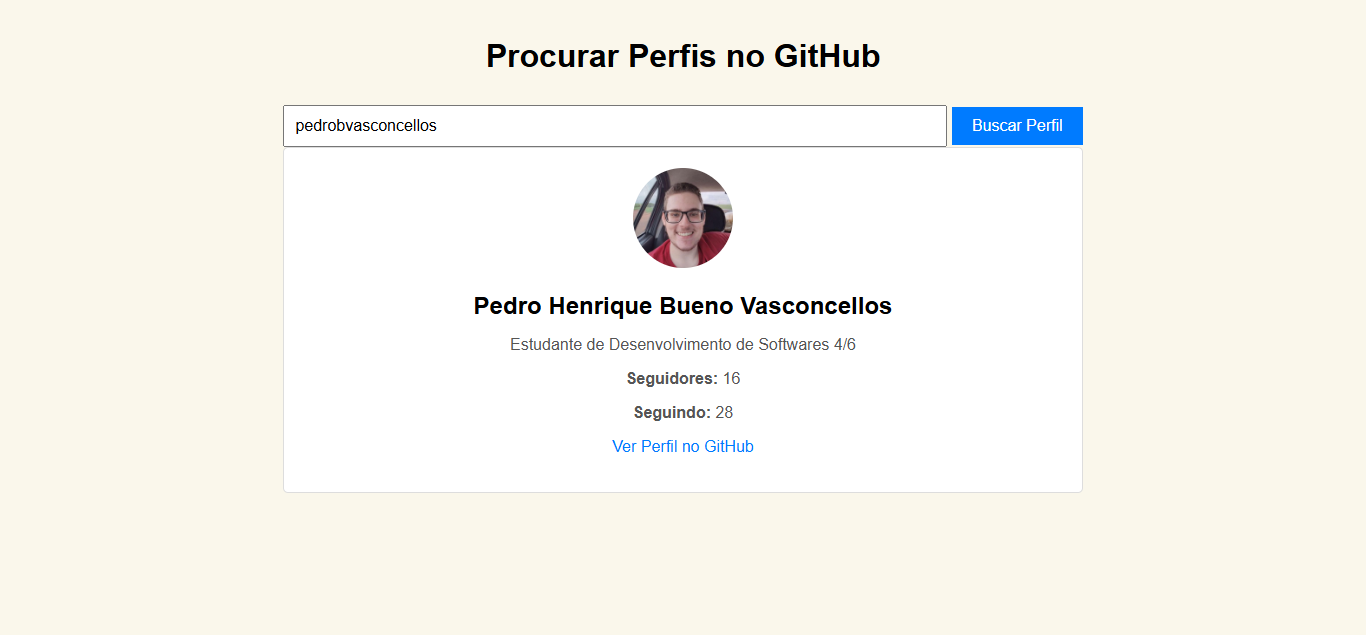 Procurar Perfis no GitHub
pedrobvasconcellos
Buscar Perfil
Pedro Henrique Bueno Vasconcellos
Estudante de Desenvolvimento de Softwares 4/6
Seguidores: 16
Seguindo: 28
Ver Perfil no GitHub